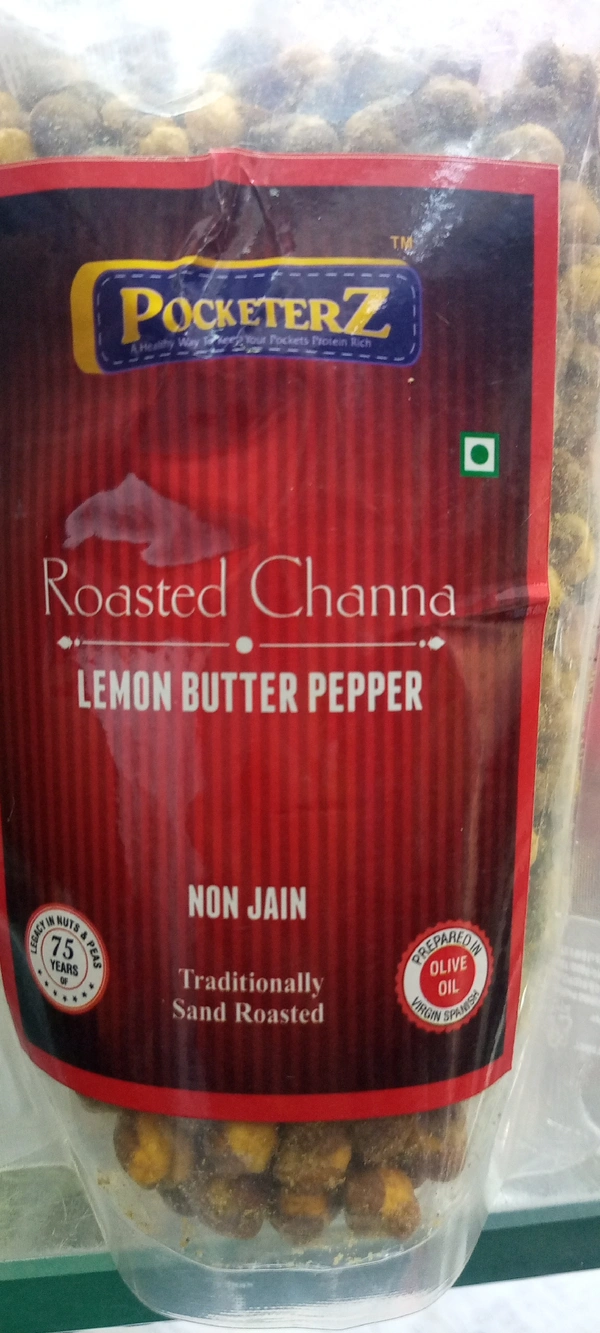 TM
POCKETERZ
A Healthy Way To Keep Your Pockets Protein Rich
Roasted Channa
LEMON BUTTER PEPPER
NON JAIN
LEGACY IN NUTS & PEAS
75
YEARS
OF
Traditionally
Sand Roasted
PREPARED IN
OLIVE
OIL
VIRGIN SPANISH